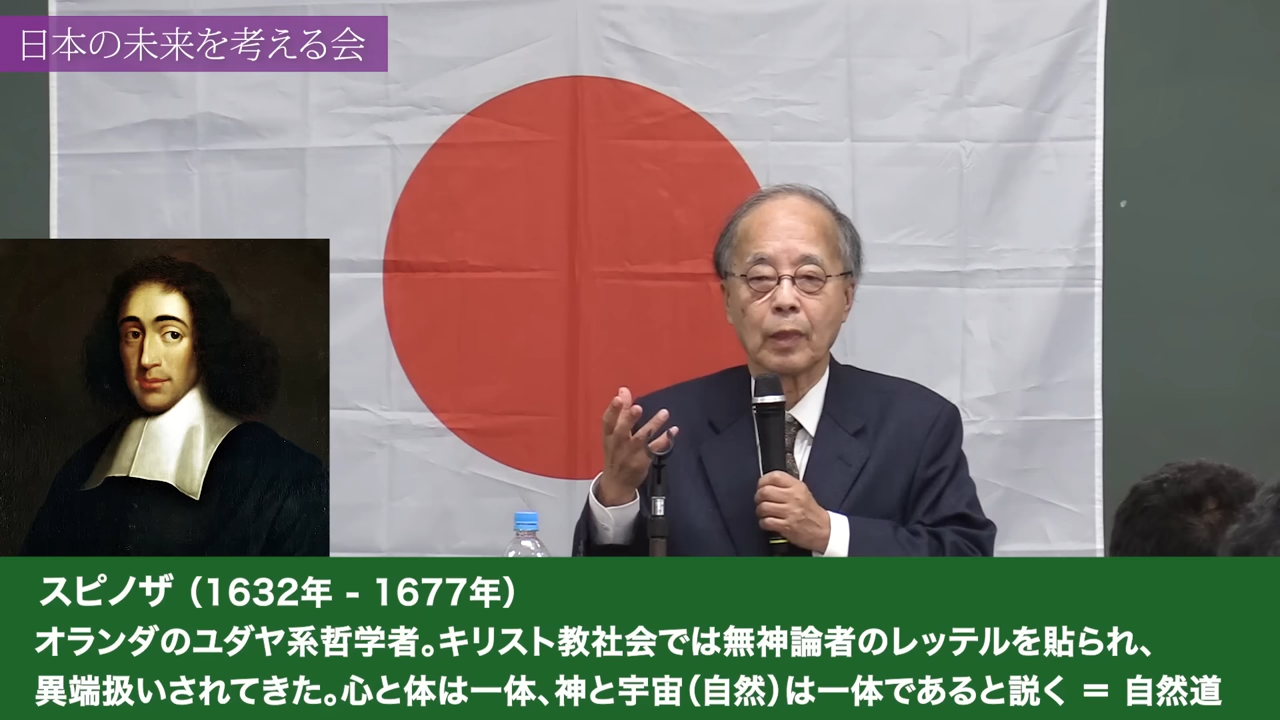 日本の未来を考える会
スピノザ（1632年 - 1677年）
オランダのユダヤ系哲学者。キリスト教社会では無神論者のレッテルを貼られ、
異端扱いされてきた。心と体は一体、神と宇宙（自然）は一体であると説く ＝ 自然道